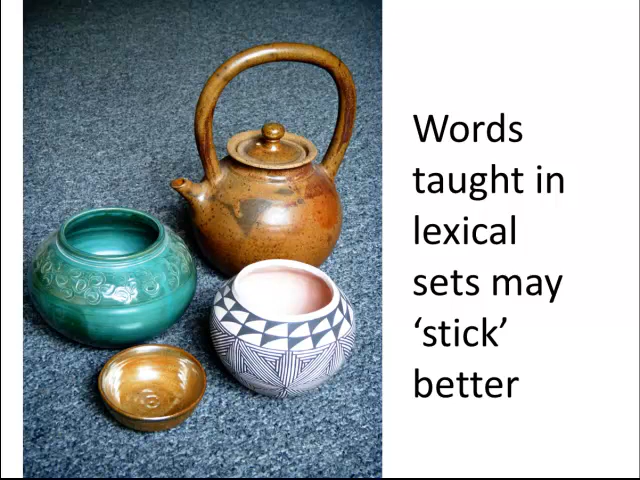 Words
taught in
lexical
sets may
‘stick’
better